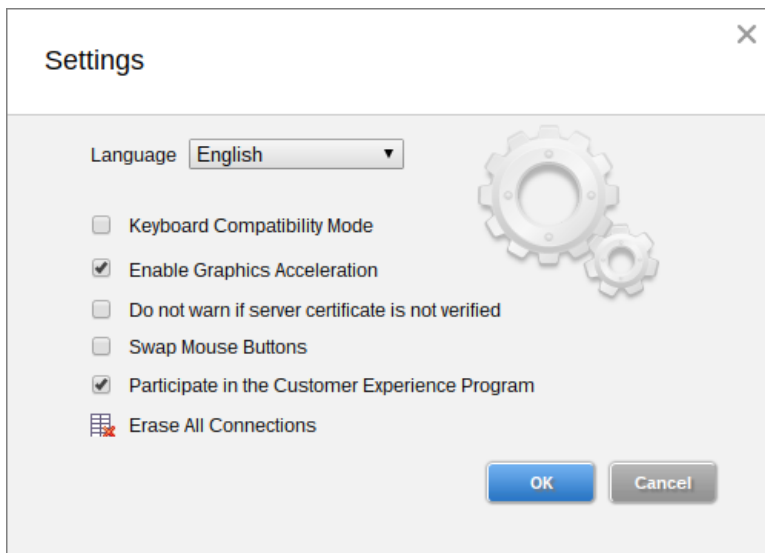 Settings
Language English
Keyboard Compatibility Mode
Enable Graphics Acceleration
Do not warn if server certificate is not verified
Swap Mouse Buttons
Participate in the Customer Experience Program
Erase All Connections
OK Cancel